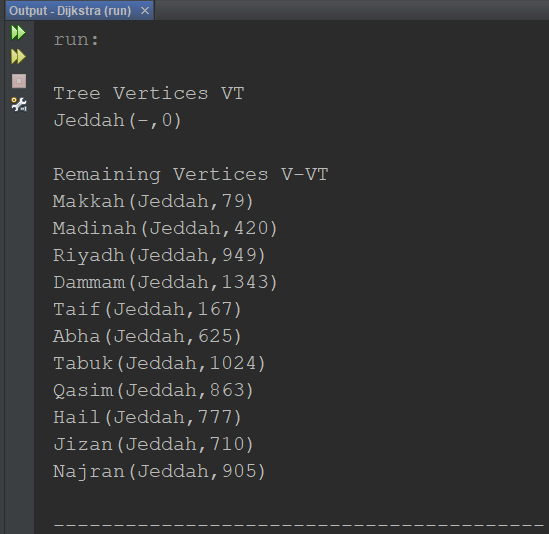 Output - Dijkstra (run) ×
run:
Tree Vertices VT
Jeddah(-,0)
Remaining Vertices V-VT
Makkah(Jeddah,79)
Madinah(Jeddah,420)
Riyadh(Jeddah,949)
Dammam(Jeddah,1343)
Taif(Jeddah,167)
Abha(Jeddah,625)
Tabuk(Jeddah,1024)
Qasim(Jeddah,863)
Hail(Jeddah,777)
Jizan(Jeddah,710)
Najran(Jeddah,905)
-----------------------------------------